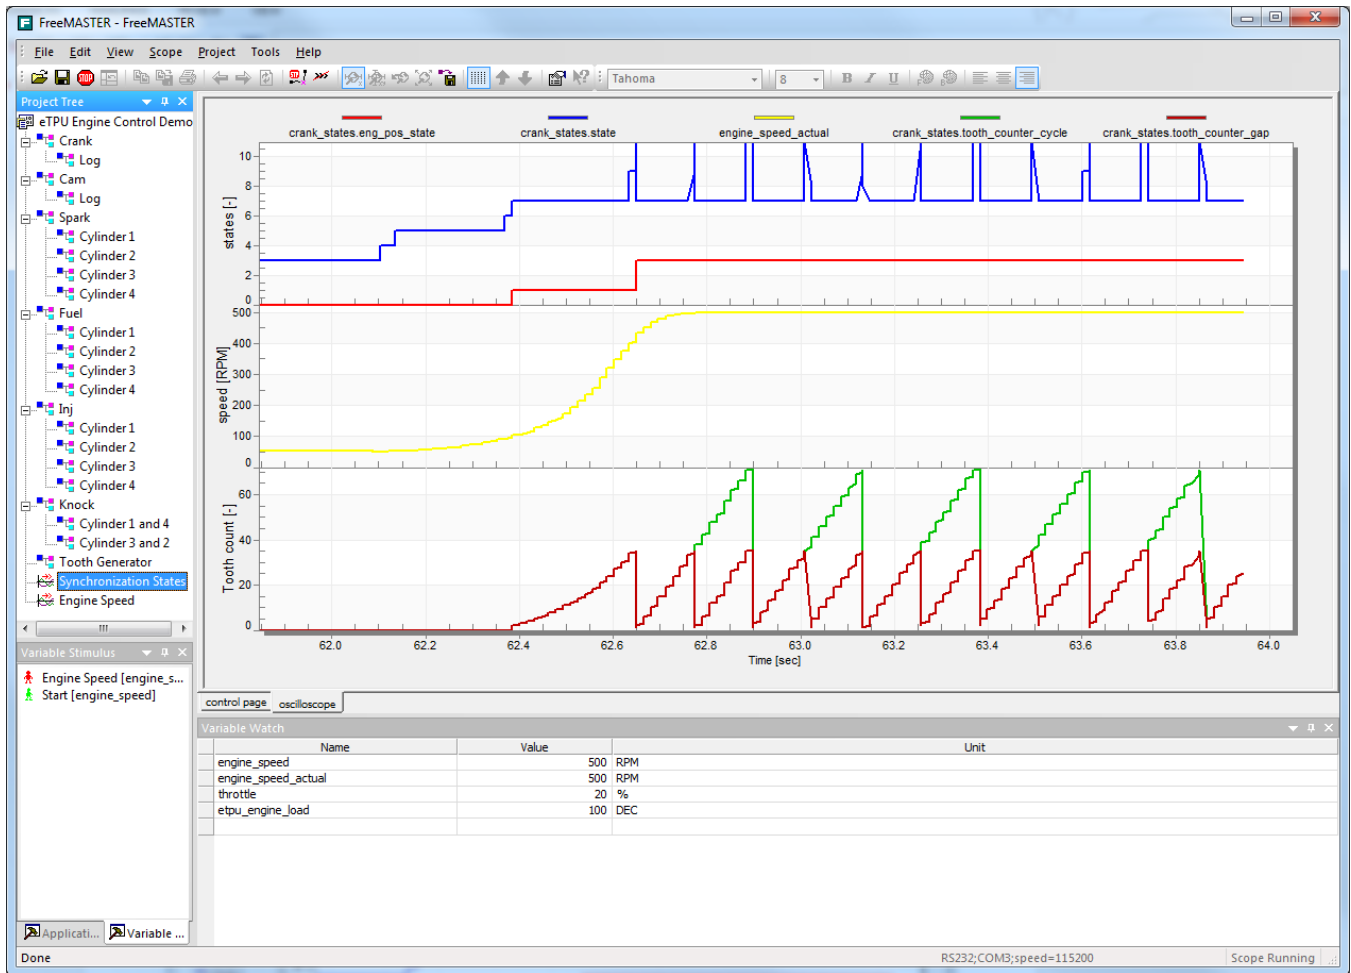 FreeMASTER - FreeMASTER
File Edit View Scope Project Tools Help
Tahoma 8 B I U
Project Tree
eTPU Engine Control Demo
Crank
Log
Cam
Log
Spark
Cylinder 1
Cylinder 2
Cylinder 3
Cylinder 4
Fuel
Cylinder 1
Cylinder 2
Cylinder 3
Cylinder 4
Inj
Cylinder 1
Cylinder 2
Cylinder 3
Cylinder 4
Knock
Cylinder 1 and 4
Cylinder 3 and 2
Tooth Generator
Synchronization States
Engine Speed
Variable Stimulus
Engine Speed [engine_s...
Start [engine_speed]
Applicati... Variable ...
crank_states.eng_pos_state crank_states.state engine_speed_actual crank_states.tooth_counter_cycle crank_states.tooth_counter_gap
states [-]
10
8
6
4
2
0
speed [RPM]
500
400
300
200
100
0
Tooth count [-]
60
40
20
0
62.0 62.2 62.4 62.6 62.8 63.0 63.2 63.4 63.6 63.8 64.0
Time [sec]
control page oscilloscope
Variable Watch
Name Value Unit
engine_speed 500 RPM
engine_speed_actual 500 RPM
throttle 20 %
etpu_engine_load 100 DEC
Done RS232;COM3;speed=115200 Scope Running